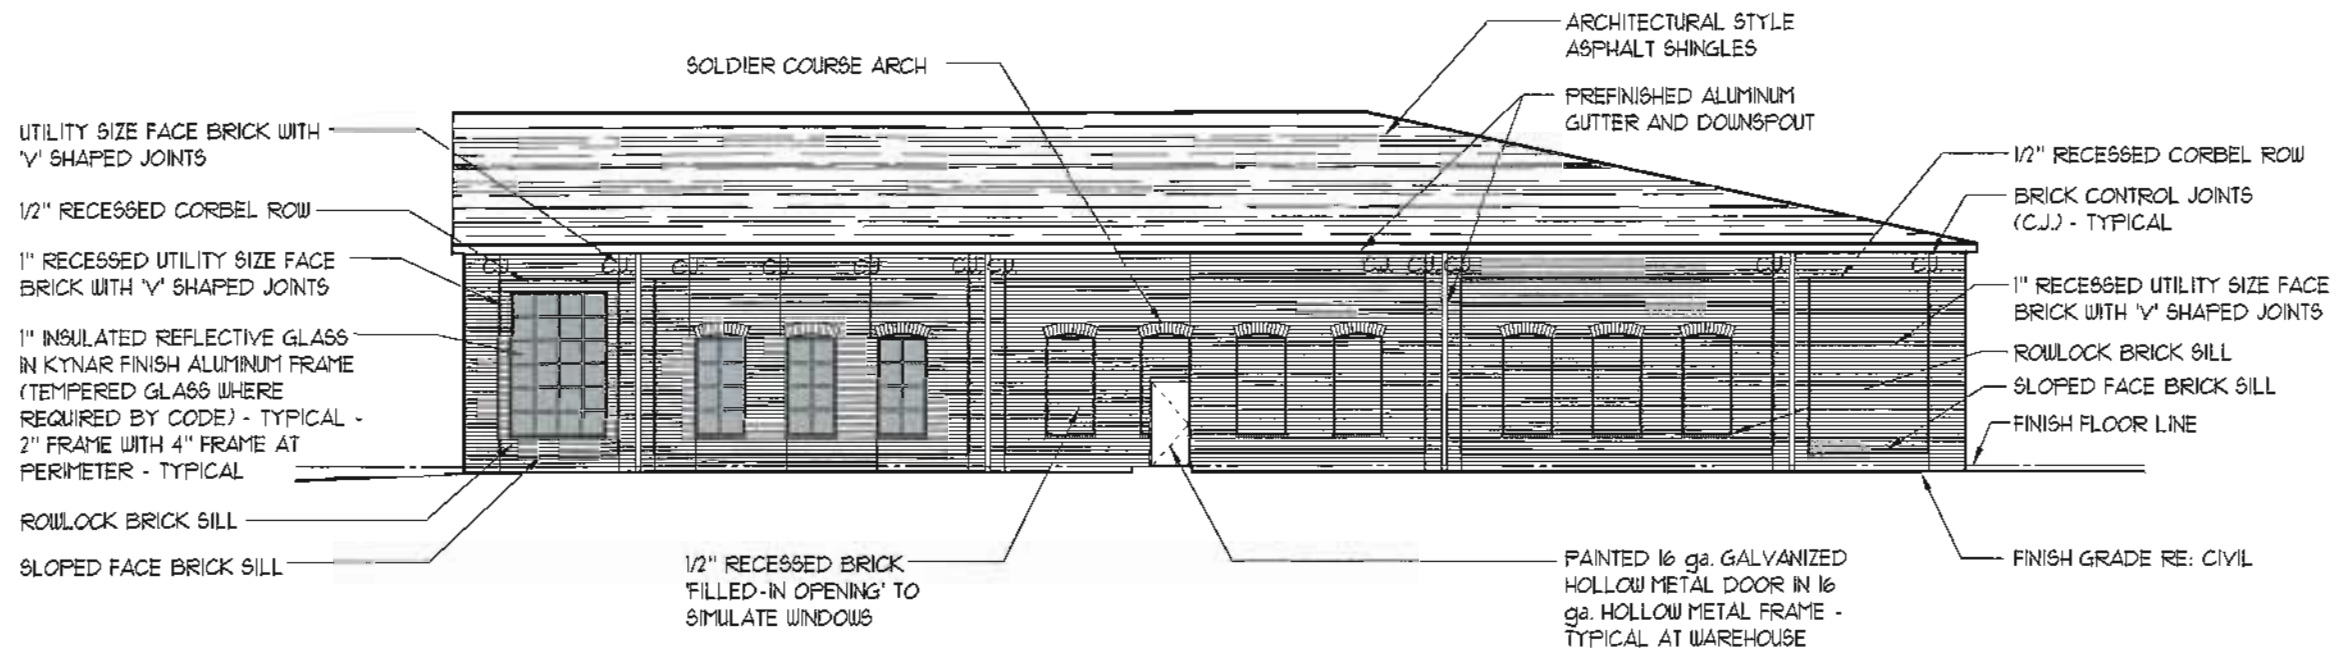 ARCHITECTURAL STYLE
ASPHALT SHINGLES
SOLDIER COURSE ARCH
PREFINISHED ALUMINUM
GUTTER AND DOWNSPOUT
UTILITY SIZE FACE BRICK WITH
'V' SHAPED JOINTS
1/2" RECESSED CORBEL ROW
1" RECESSED UTILITY SIZE FACE
BRICK WITH 'V' SHAPED JOINTS
1" INSULATED REFLECTIVE GLASS
IN KYNAR FINISH ALUMINUM FRAME
(TEMPERED GLASS WHERE
REQUIRED BY CODE) - TYPICAL -
2" FRAME WITH 4" FRAME AT
PERIMETER - TYPICAL
ROWLOCK BRICK SILL
SLOPED FACE BRICK SILL
C.J. C.J. C.J. C.J. C.J. C.J. C.J. C.J. C.J. C.J. C.J. C.J.
1/2" RECESSED CORBEL ROW
BRICK CONTROL JOINTS
(C.J.) - TYPICAL
1" RECESSED UTILITY SIZE FACE
BRICK WITH 'V' SHAPED JOINTS
ROWLOCK BRICK SILL
SLOPED FACE BRICK SILL
FINISH FLOOR LINE
1/2" RECESSED BRICK
'FILLED-IN OPENING' TO
SIMULATE WINDOWS
PAINTED 16 ga. GALVANIZED
HOLLOW METAL DOOR IN 16
ga. HOLLOW METAL FRAME -
TYPICAL AT WAREHOUSE
FINISH GRADE RE: CIVIL